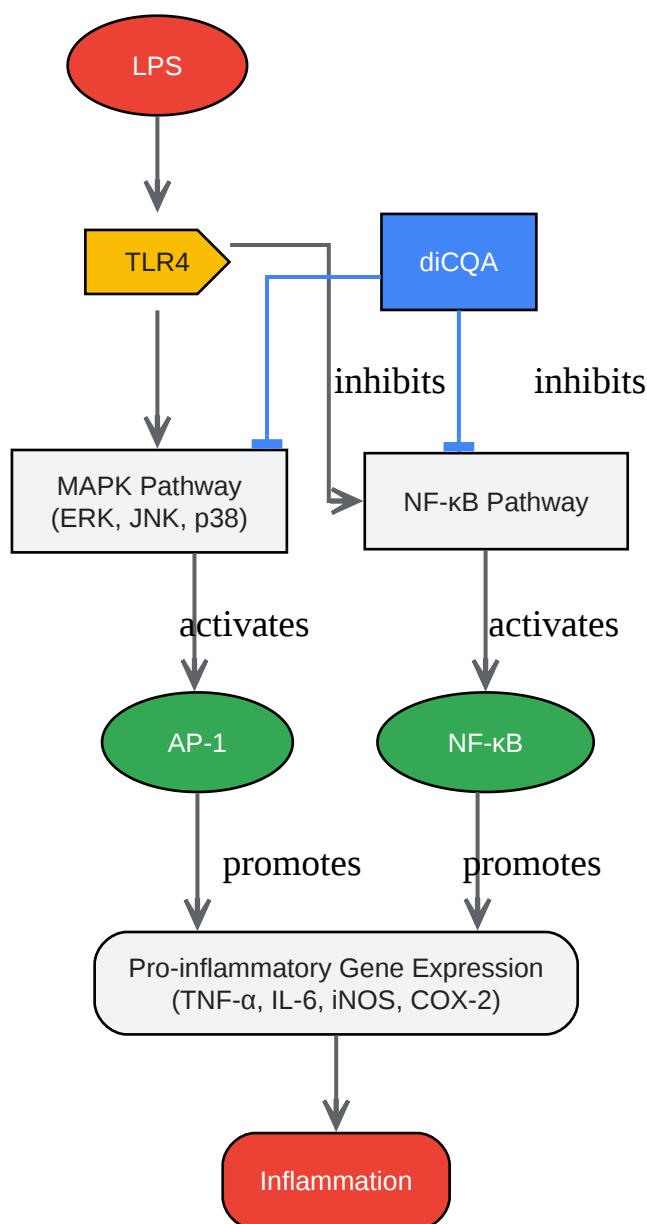 LPS
TLR4
diCQA
inhibits
inhibits
MAPK Pathway
(ERK, JNK, p38)
NF-κB Pathway
activates
activates
AP-1
NF-κB
promotes
promotes
Pro-inflammatory Gene Expression
(TNF-α, IL-6, iNOS, COX-2)
Inflammation